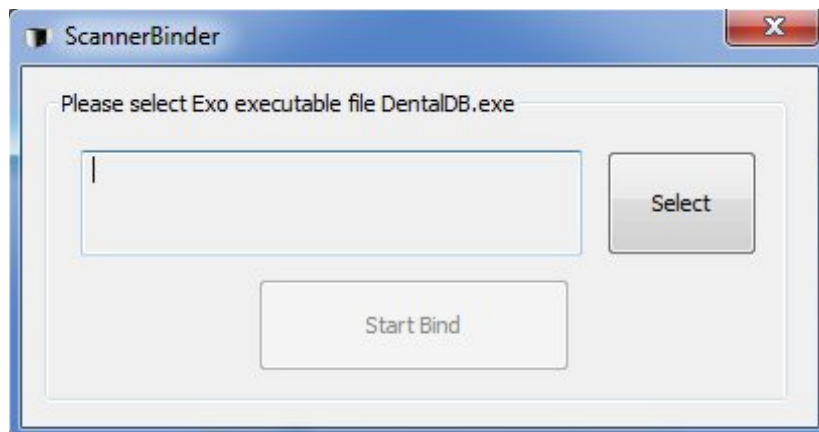 ScannerBinder
Please select Exo executable file DentalDB.exe
Select
Start Bind